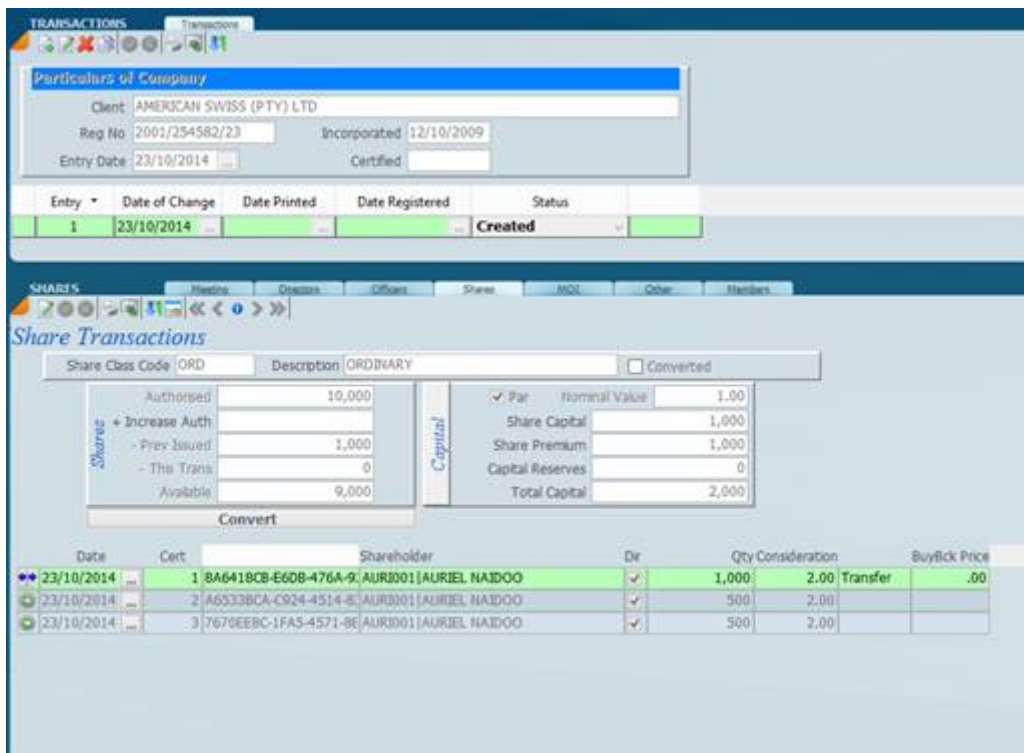 TRANSACTIONS Transactions
Particulars of Company
Client AMERICAN SWISS (PTY) LTD
Reg No 2001/254582/23 Incorporated 12/10/2009
Entry Date 23/10/2014 ... Certified
Entry Date of Change Date Printed Date Registered Status
1 23/10/2014 ... ... ... Created
SHARES Meeting Directors Officers Shares MOI Other Members
Share Transactions
Share Class Code ORD Description ORDINARY Converted
Shares Capital
Authorised 10,000 Par Nominal Value 1.00
+ Increase Auth Share Capital 1,000
- Prev Issued 1,000 Share Premium 1,000
- This Trans 0 Capital Reserves 0
Available 9,000 Total Capital 2,000
Convert
Date Cert Shareholder Dir Qty Consideration BuyBck Price
23/10/2014 ... 1 8A6418CB-E6DB-476A-9 AURI001 AURIEL NAIDOO 1,000 2.00 Transfer .00
23/10/2014 ... 2 A6533BCA-C924-4514-8 AURI001 AURIEL NAIDOO 500 2.00
23/10/2014 ... 3 7670EEBC-1FA5-4571-8E AURI001 AURIEL NAIDOO 500 2.00